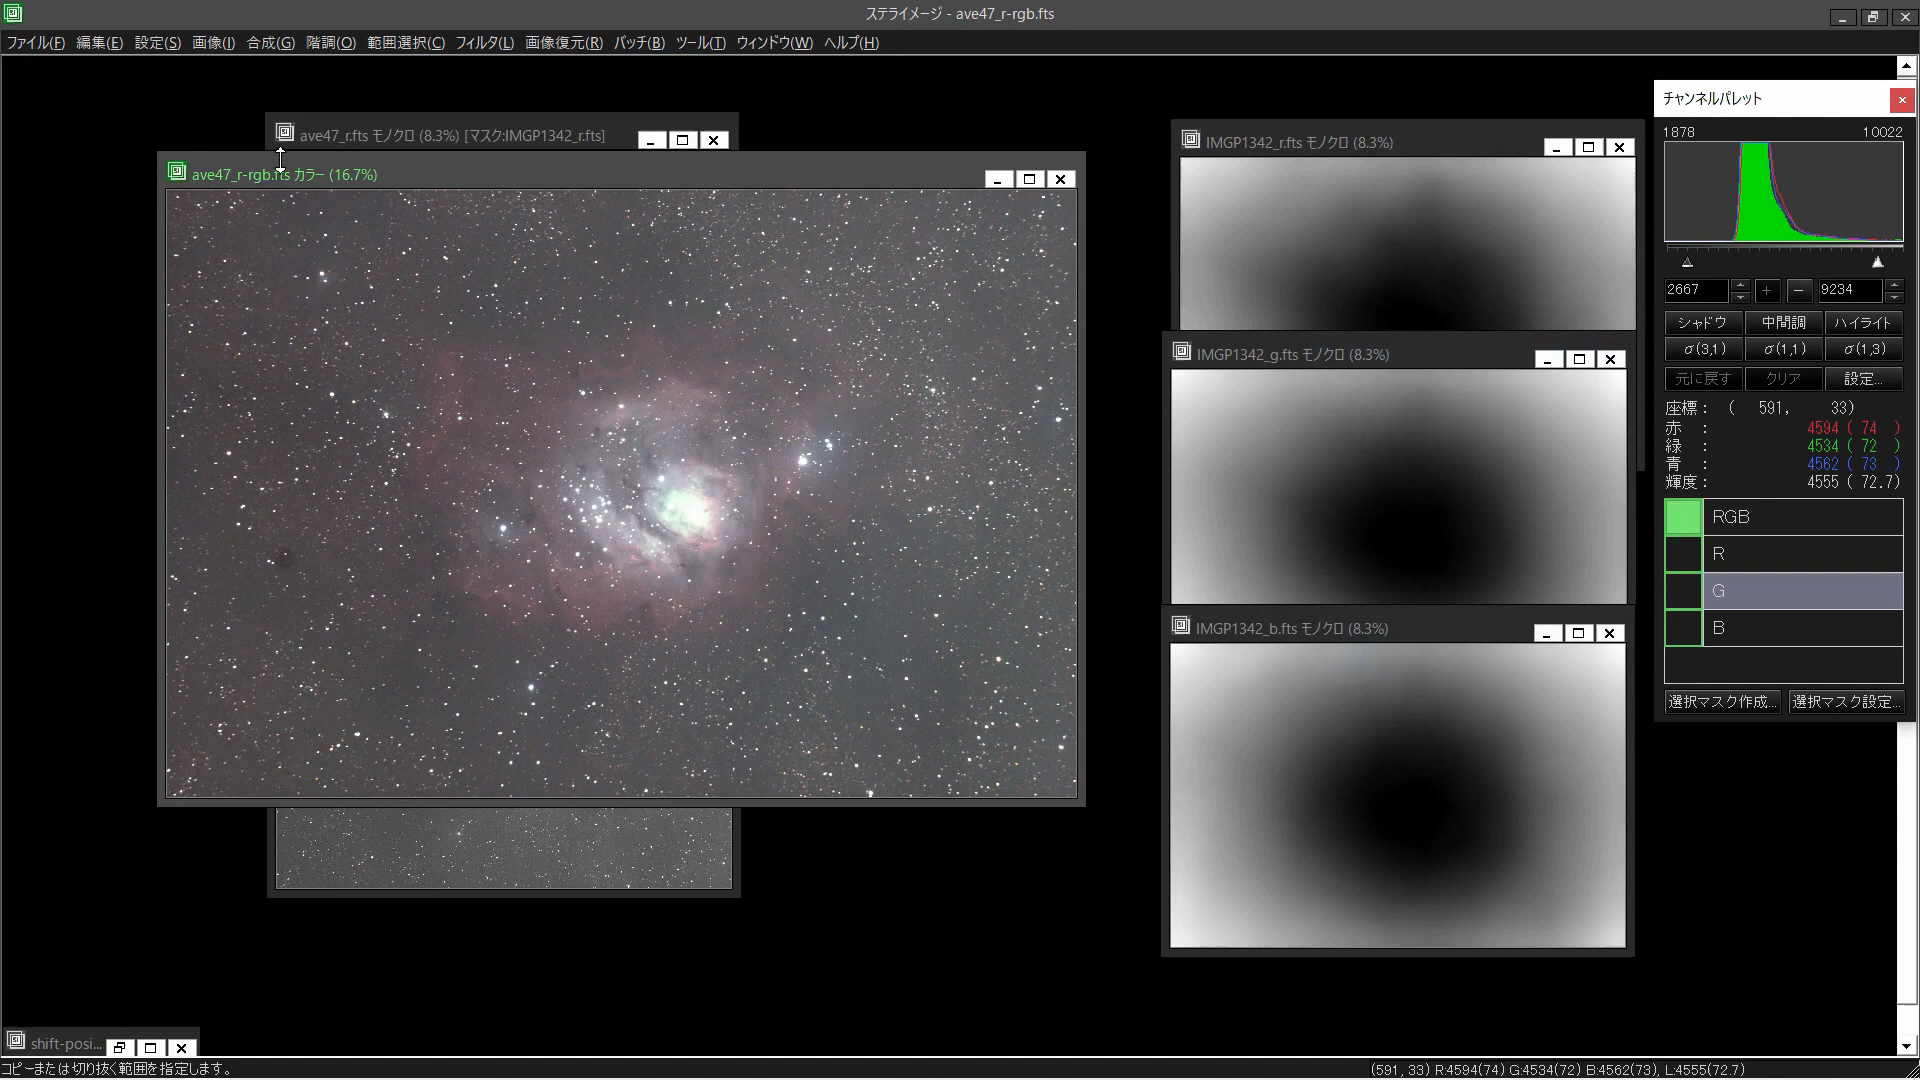 ステライメージ - ave47_r-rgb.fts
ファイル(F) 編集(E) 設定(S) 画像(I) 合成(G) 階調(O) 範囲選択(C) フィルタ(L) 画像復元(R) バッチ(B) ツール(T) ウィンドウ(W) ヘルプ(H)
ave47_r.fts モノクロ (8.3%) [マスク:IMGP1342_r.fts]
ave47_r-rgb.fts カラー (16.7%)
IMGP1342_r.fts モノクロ (8.3%)
IMGP1342_g.fts モノクロ (8.3%)
IMGP1342_b.fts モノクロ (8.3%)
チャンネルパレット
1878 10022
2667 + − 9234
シャドウ 中間調 ハイライト
σ(3,1) σ(1,1) σ(1,3)
元に戻す クリア 設定...
座標 : ( 591, 33)
赤 : 4594 ( 74 )
緑 : 4534 ( 72 )
青 : 4562 ( 73 )
輝度 : 4555 ( 72.7)
RGB
R
G
B
選択マスク作成... 選択マスク設定...
shift-posi...
コピーまたは切り抜く範囲を指定します。
(591, 33) R:4594(74) G:4534(72) B:4562(73), L:4555(72.7)